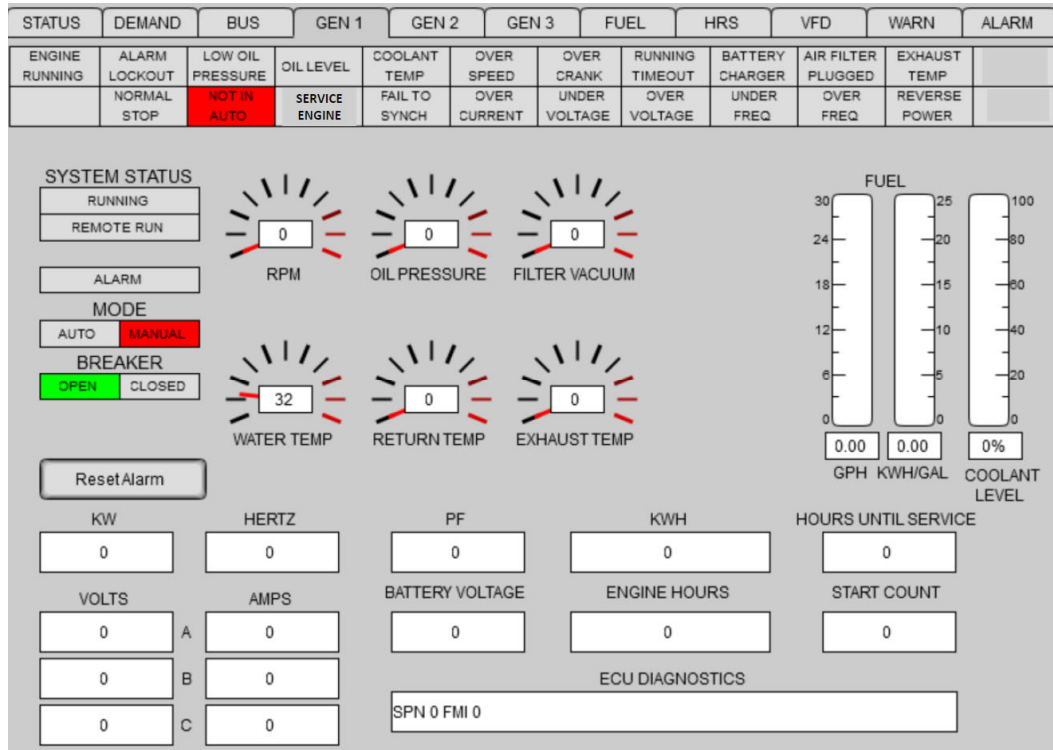 STATUS DEMAND BUS GEN 1 GEN 2 GEN 3 FUEL HRS VFD WARN ALARM
ENGINE RUNNING ALARM LOCKOUT LOW OIL PRESSURE OIL LEVEL COOLANT TEMP OVER SPEED OVER CRANK RUNNING TIMEOUT BATTERY CHARGER AIR FILTER PLUGGED EXHAUST TEMP
NORMAL STOP NOT IN AUTO SERVICE ENGINE FAIL TO SYNCH OVER CURRENT UNDER VOLTAGE OVER VOLTAGE UNDER FREQ OVER FREQ REVERSE POWER
SYSTEM STATUS
RUNNING
REMOTE RUN
ALARM
MODE
AUTO MANUAL
BREAKER
OPEN CLOSED
0 0 0
RPM OIL PRESSURE FILTER VACUUM
32 0 0
WATER TEMP RETURN TEMP EXHAUST TEMP
FUEL
30 25 100
24 20 80
18 15 60
12 10 40
6 5 20
0 0 0
0.00 0.00 0%
GPH KWH/GAL COOLANT LEVEL
Reset Alarm
KW HERTZ PF KWH HOURS UNTIL SERVICE
0 0 0 0 0
VOLTS AMPS BATTERY VOLTAGE ENGINE HOURS START COUNT
0 A 0 0 0 0
0 B 0
0 C 0
ECU DIAGNOSTICS
SPN 0 FMI 0